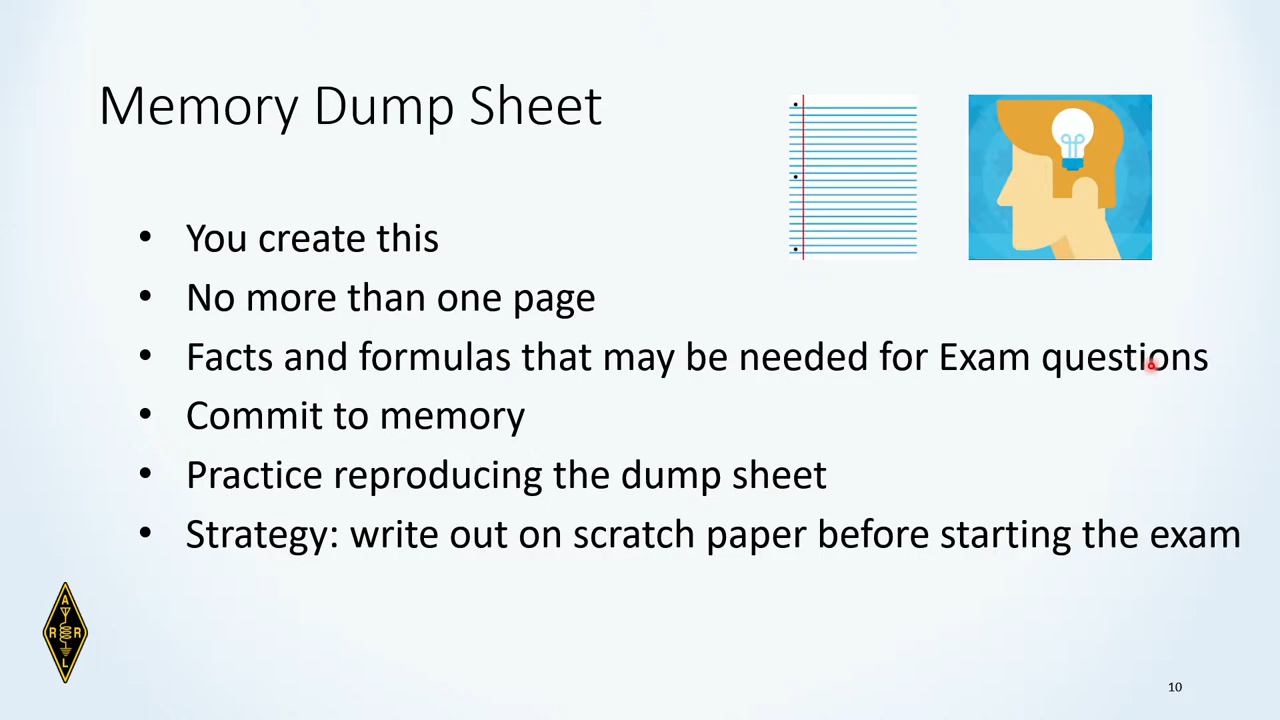 Memory Dump Sheet
• You create this
• No more than one page
• Facts and formulas that may be needed for Exam questions
• Commit to memory
• Practice reproducing the dump sheet
• Strategy: write out on scratch paper before starting the exam
A
R R
L
10